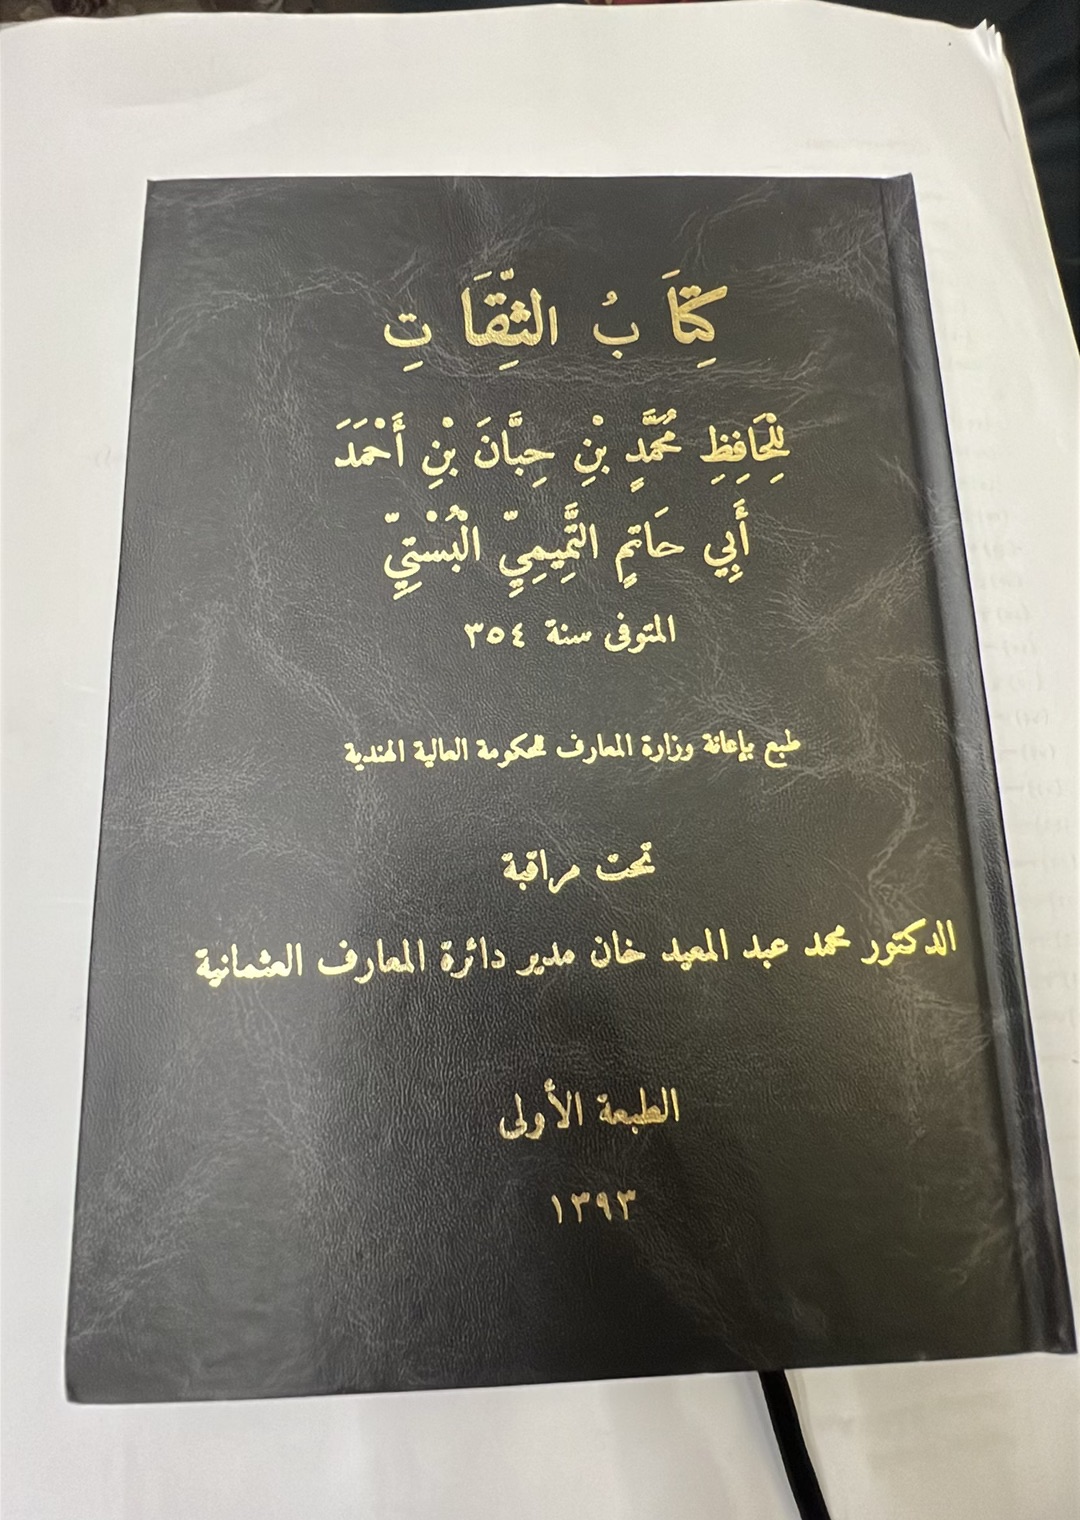 كِتَابُ الثِّقَاتِ
لِلْحَافِظِ مُحَمَّدٍ بْنِ حِبَّانَ بْنِ أَحْمَدَ
أَبِي حَاتِمٍ التَّمِيمِيِّ الْبُسْتِيِّ
المتوفى سنة ٣٥٤
طبع بإعانة وزارة المعارف للحكومة العالية الهندية
تحت مراقبة
الدكتور محمد عبد المعيد خان مدير دائرة المعارف العثمانية
الطبعة الأولى
١٣٩٣